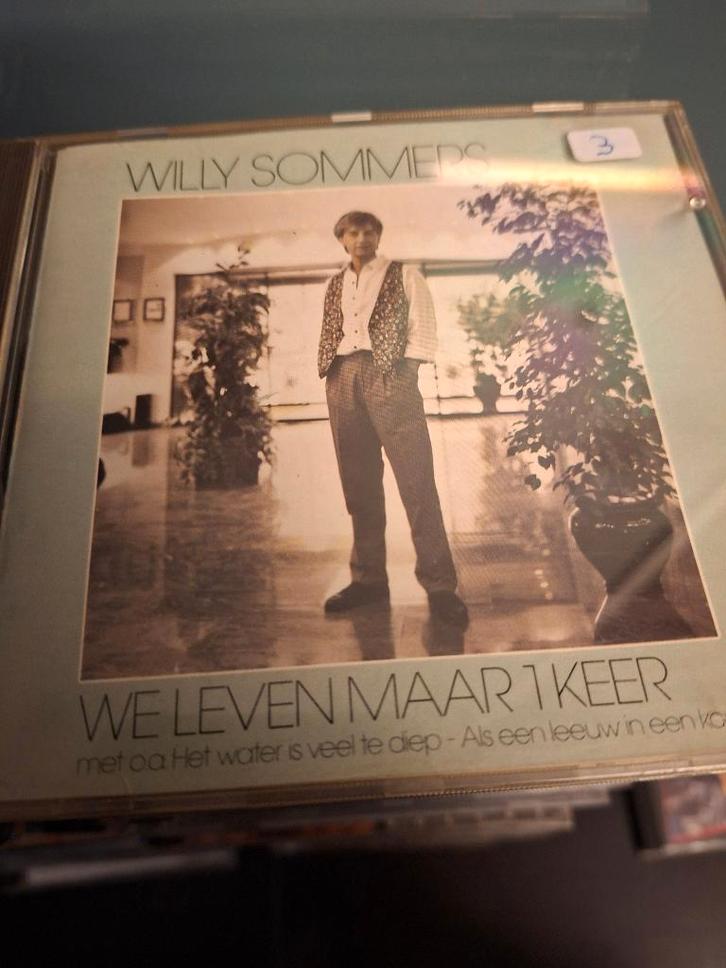 WILLY SOMMERS
3
WE LEVEN MAAR 1 KEER
met o.a. Het water is veel te diep - Als een leeuw in een